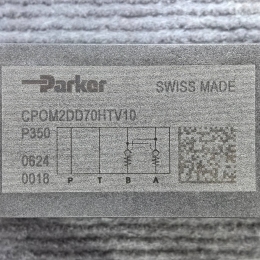 Parker SWISS MADE
CPOM2DD70HTV10
P350
0624
0018
P T B A